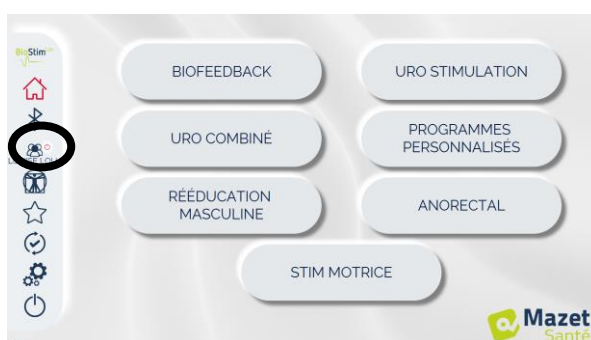 BioStim
BIOFEEDBACK
URO STIMULATION
URO COMBINÉ
PROGRAMMES
PERSONNALISÉS
RÉÉDUCATION
MASCULINE
ANORECTAL
STIM MOTRICE
Mazet
Santé